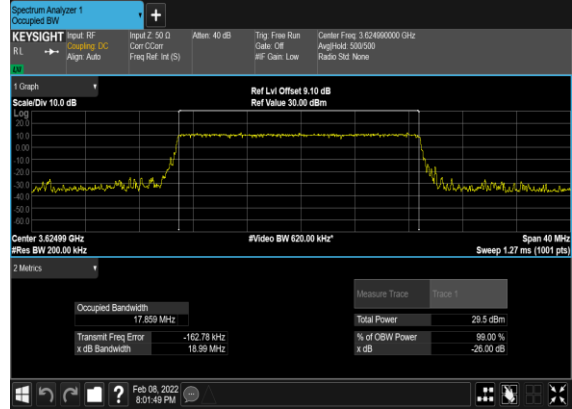 Spectrum Analyzer 1
Occupied BW
+
KEYSIGHT Input: RF Input Z: 50 Ω Atten: 40 dB Trig: Free Run Center Freq: 3.624990000 GHz
RL Coupling: DC Corr CCorr Gate: Off Avg|Hold: 500/500
Align: Auto Freq Ref: Int (S) #IF Gain: Low Radio Std: None
1 Graph
Ref Lvl Offset 9.10 dB
Scale/Div 10.0 dB Ref Value 30.00 dBm
Log
20.0
10.0
0.00
-10.0
-20.0
-30.0
-40.0
-50.0
-60.0
Center 3.62499 GHz #Video BW 620.00 kHz* Span 40 MHz
#Res BW 200.00 kHz Sweep 1.27 ms (1001 pts)
2 Metrics
Measure Trace Trace 1
Occupied Bandwidth
17.859 MHz Total Power 29.5 dBm
Transmit Freq Error -162.78 kHz % of OBW Power 99.00 %
x dB Bandwidth 18.99 MHz x dB -26.00 dB
? Feb 08, 2022
8:01:49 PM